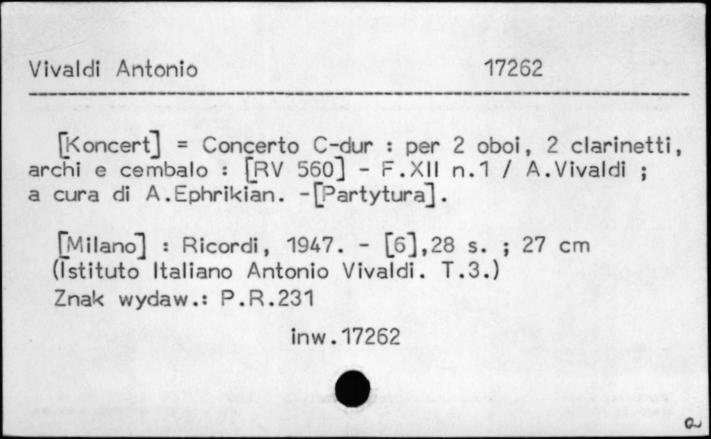 Vivaldi Antonio 17262
[Koncert] = Concerto C-dur : per 2 oboi, 2 clarinetti,
archi e cembalo : [RV 560] - F.XII n.1 / A.Vivaldi ;
a cura di A.Ephrikian. -[Partytura].
[Milano] : Ricordi, 1947. - [6],28 s. ; 27 cm
(Istituto Italiano Antonio Vivaldi. T.3.)
Znak wydaw.: P.R.231
inw.17262